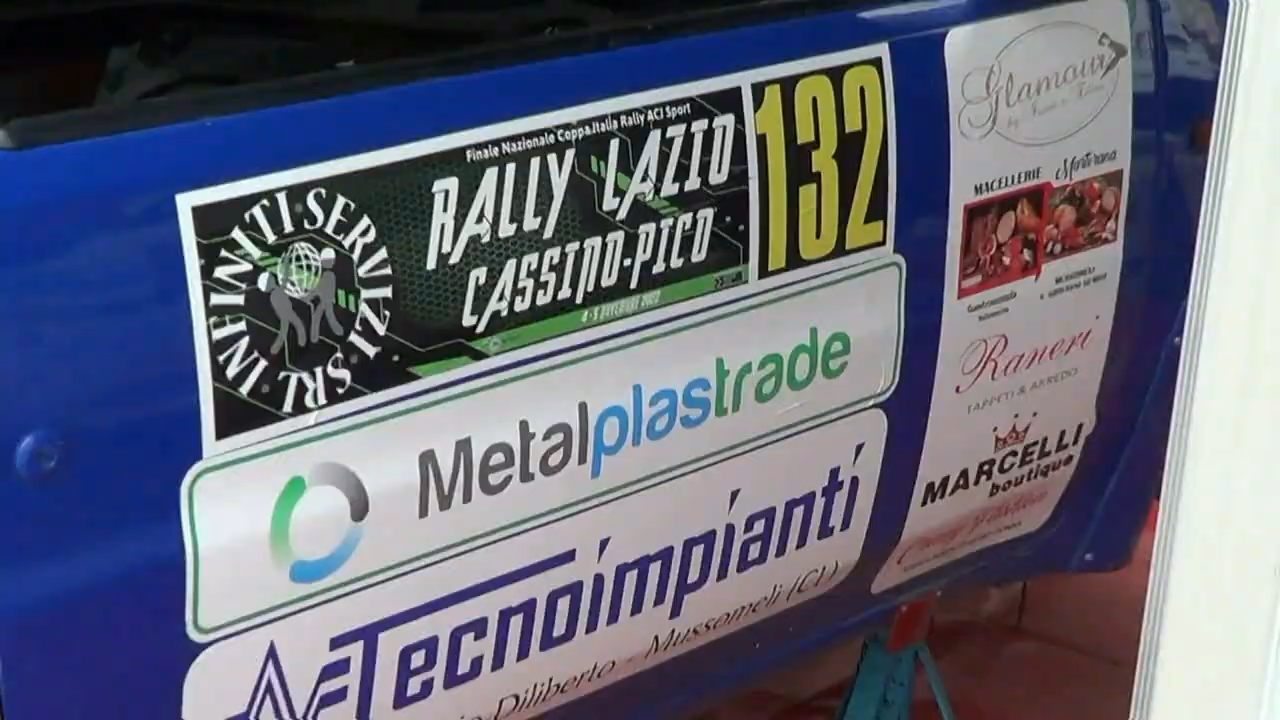 Finale Nazionale Coppa Italia Rally ACI Sport
RALLY LAZIO
CASSINO-PICO
132
INFINITI SERVIZI SRL
Metalplastrade
Tecnoimpianti
Diliberto - Mussomeli (CL)
Glamour
MACELLERIE Martorana
Raneri
TAPPETI & ARREDO
MARCELLI
boutique